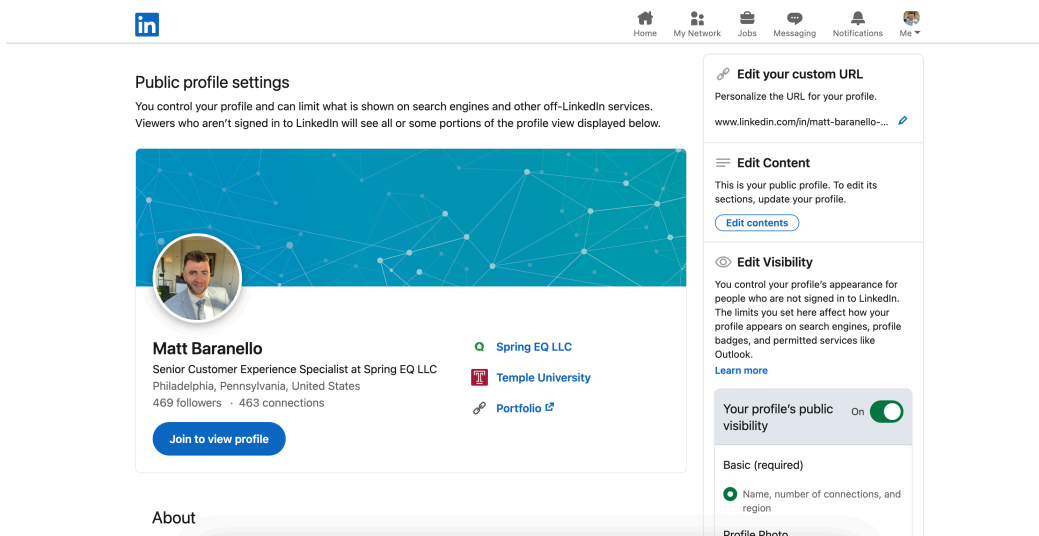 in
Home
My Network
Jobs
Messaging
Notifications
Me
Public profile settings
You control your profile and can limit what is shown on search engines and other off-LinkedIn services.
Viewers who aren't signed in to LinkedIn will see all or some portions of the profile view displayed below.
Matt Baranello
Senior Customer Experience Specialist at Spring EQ LLC
Philadelphia, Pennsylvania, United States
469 followers · 463 connections
Join to view profile
Spring EQ LLC
Temple University
Portfolio
About
Edit your custom URL
Personalize the URL for your profile.
www.linkedin.com/in/matt-baranello-...
Edit Content
This is your public profile. To edit its
sections, update your profile.
Edit contents
Edit Visibility
You control your profile's appearance for
people who are not signed in to LinkedIn.
The limits you set here affect how your
profile appears on search engines, profile
badges, and permitted services like
Outlook.
Learn more
Your profile's public
visibility
On
Basic (required)
Name, number of connections, and
region
Profile Photo